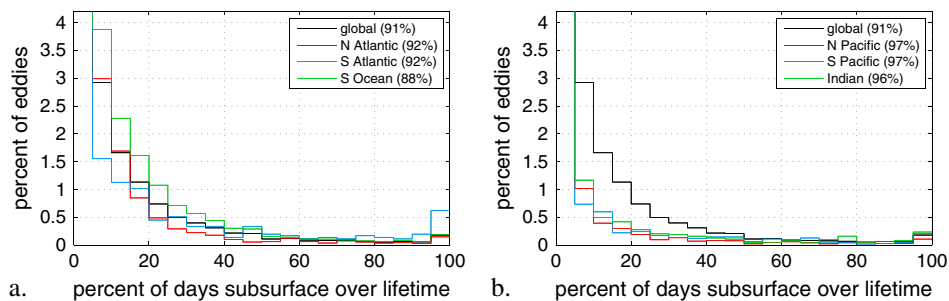 percent of eddies
4
3.5
3
2.5
2
1.5
1
0.5
0
0 20 40 60 80 100
global (91%)
N Atlantic (92%)
S Atlantic (92%)
S Ocean (88%)
a. percent of days subsurface over lifetime
percent of eddies
4
3.5
3
2.5
2
1.5
1
0.5
0
0 20 40 60 80 100
global (91%)
N Pacific (97%)
S Pacific (97%)
Indian (96%)
b. percent of days subsurface over lifetime